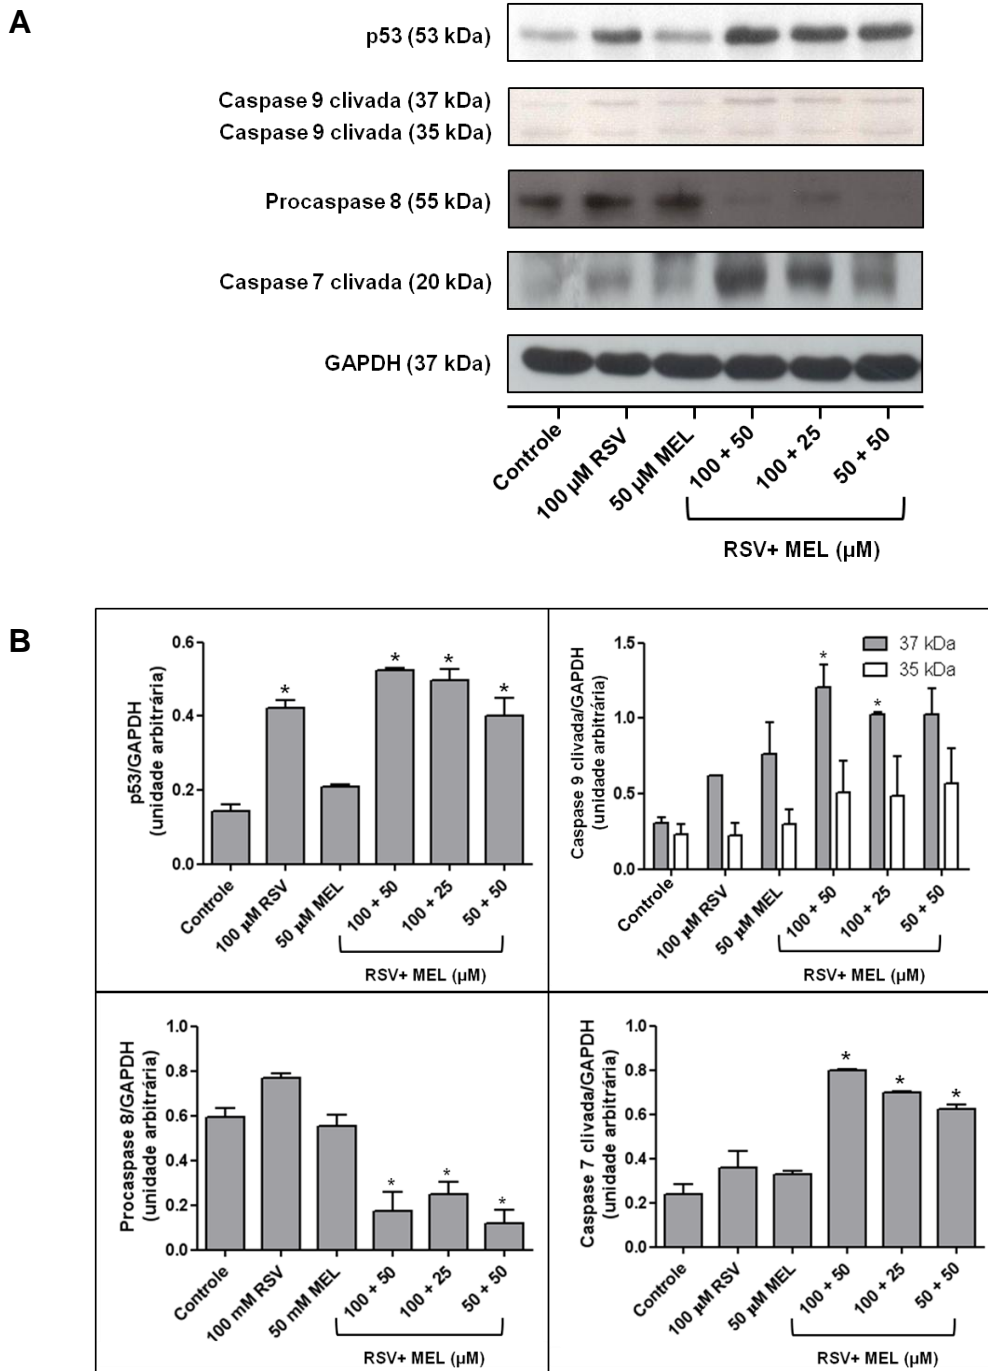 A
p53 (53 kDa)
Caspase 9 clivada (37 kDa)
Caspase 9 clivada (35 kDa)
Procaspase 8 (55 kDa)
Caspase 7 clivada (20 kDa)
GAPDH (37 kDa)
Controle
100 µM RSV
50 µM MEL
100 + 50
100 + 25
50 + 50
RSV+ MEL (µM)
B
p53/GAPDH
(unidade arbitrária)
0.6
0.4
0.2
0.0
*
*
*
*
Controle
100 µM RSV
50 µM MEL
100 + 50
100 + 25
50 + 50
RSV+ MEL (µM)
Caspase 9 clivada/GAPDH
(unidade arbitrária)
1.5
1.0
0.5
0.0
37 kDa
35 kDa
*
*
Controle
100 µM RSV
50 µM MEL
100 + 50
100 + 25
50 + 50
RSV+ MEL (µM)
Procaspase 8/GAPDH
(unidade arbitrária)
1.0
0.8
0.6
0.4
0.2
0.0
*
*
*
Controle
100 mM RSV
50 mM MEL
100 + 50
100 + 25
50 + 50
RSV+ MEL (µM)
Caspase 7 clivada/GAPDH
(unidade arbitrária)
1.0
0.8
0.6
0.4
0.2
0.0
*
*
*
Controle
100 µM RSV
50 µM MEL
100 + 50
100 + 25
50 + 50
RSV+ MEL (µM)